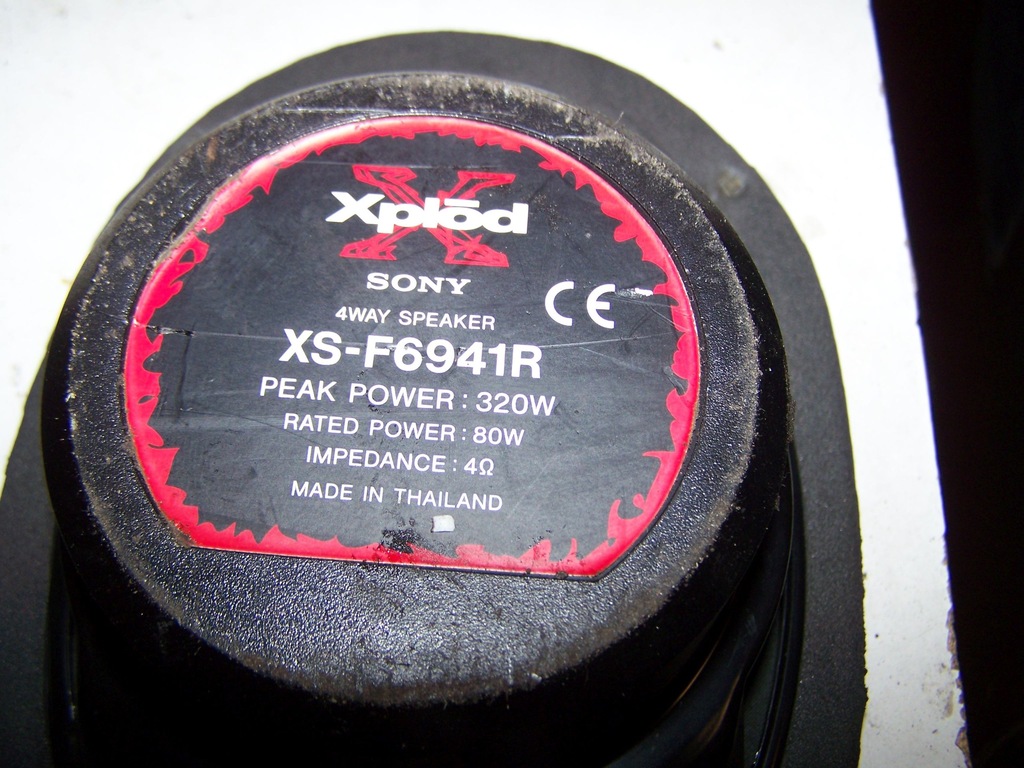 Xplōd
SONY
CE
4WAY SPEAKER
XS-F6941R
PEAK POWER : 320W
RATED POWER : 80W
IMPEDANCE : 4Ω
MADE IN THAILAND